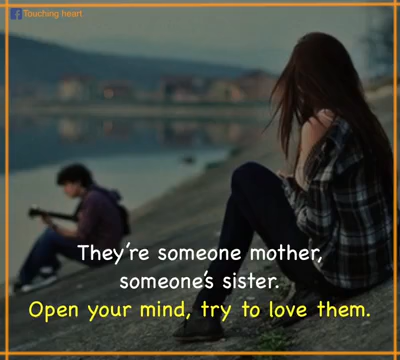 Touching heart
They're someone mother,
someone's sister.
Open your mind, try to love them.